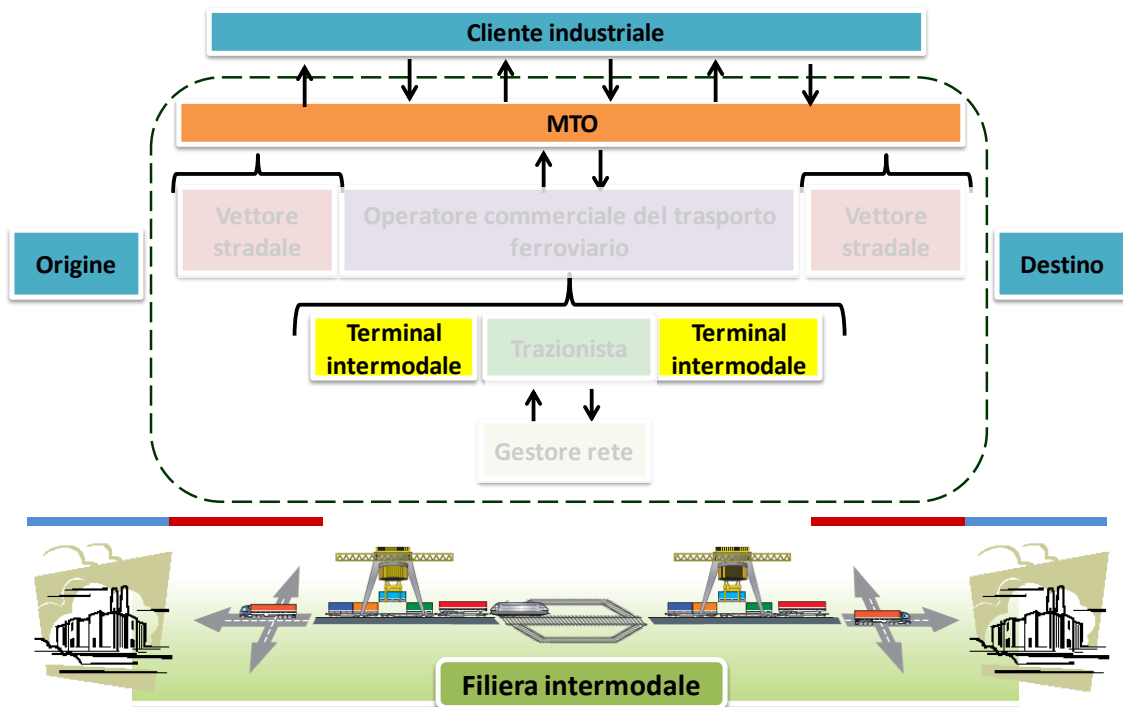 Cliente industriale
MTO
Vettore
stradale
Operatore commerciale del trasporto
ferroviario
Vettore
stradale
Origine
Destino
Terminal
intermodale
Trazionista
Terminal
intermodale
Gestore rete
Filiera intermodale